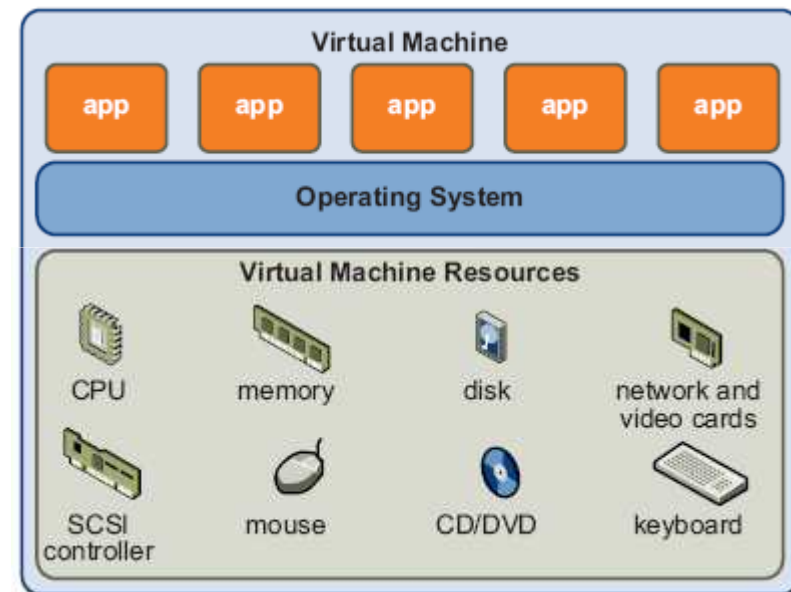 Virtual Machine
app app app app app
Operating System
Virtual Machine Resources
CPU memory disk network and
video cards
SCSI mouse CD/DVD keyboard
controller